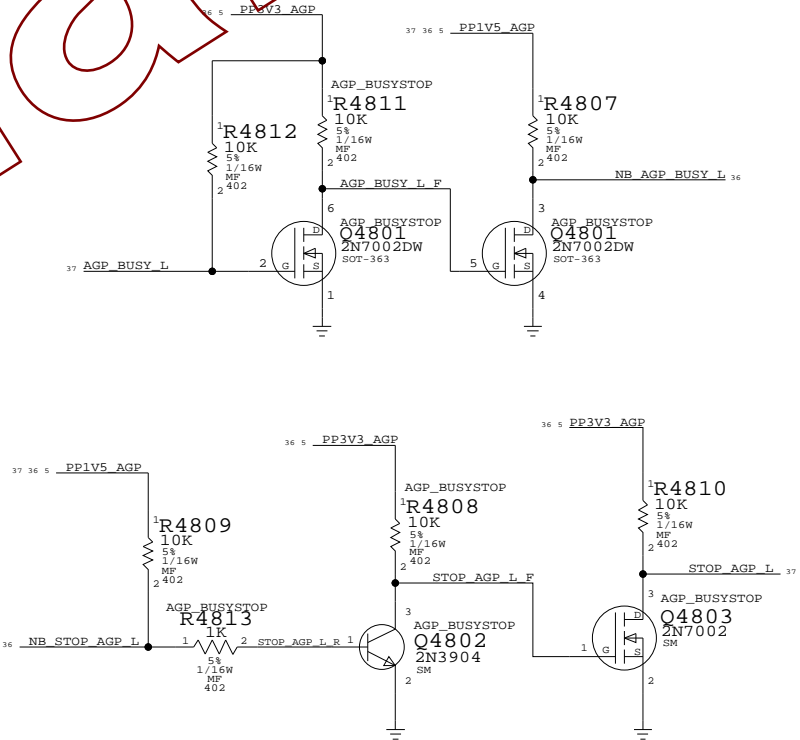 36 5 PP3V3_AGP
37 36 5 PP1V5_AGP
AGP_BUSYSTOP
1
R4811
10K
5%
1/16W
MF
402
2
1
R4812
10K
5%
1/16W
MF
402
2
1
R4807
10K
5%
1/16W
MF
402
2
AGP_BUSY_L_F
NB_AGP_BUSY_L 36
6
AGP_BUSYSTOP
Q4801
2N7002DW
SOT-363
D
G
S
2
1
37 AGP_BUSY_L
3
AGP_BUSYSTOP
Q4801
2N7002DW
SOT-363
D
G
S
5
4
37 36 5 PP1V5_AGP
36 5 PP3V3_AGP
36 5 PP3V3_AGP
1
R4809
10K
5%
1/16W
MF
402
2
AGP_BUSYSTOP
1
R4808
10K
5%
1/16W
MF
402
2
1
R4810
10K
5%
1/16W
MF
402
2
STOP_AGP_L_F
STOP_AGP_L 37
AGP_BUSYSTOP
R4813
1K
36 NB_STOP_AGP_L
1
2
STOP_AGP_L_R
1
5%
1/16W
MF
402
3
AGP_BUSYSTOP
Q4802
2N3904
SM
2
3
AGP_BUSYSTOP
Q4803
2N7002
SM
D
G
S
1
2